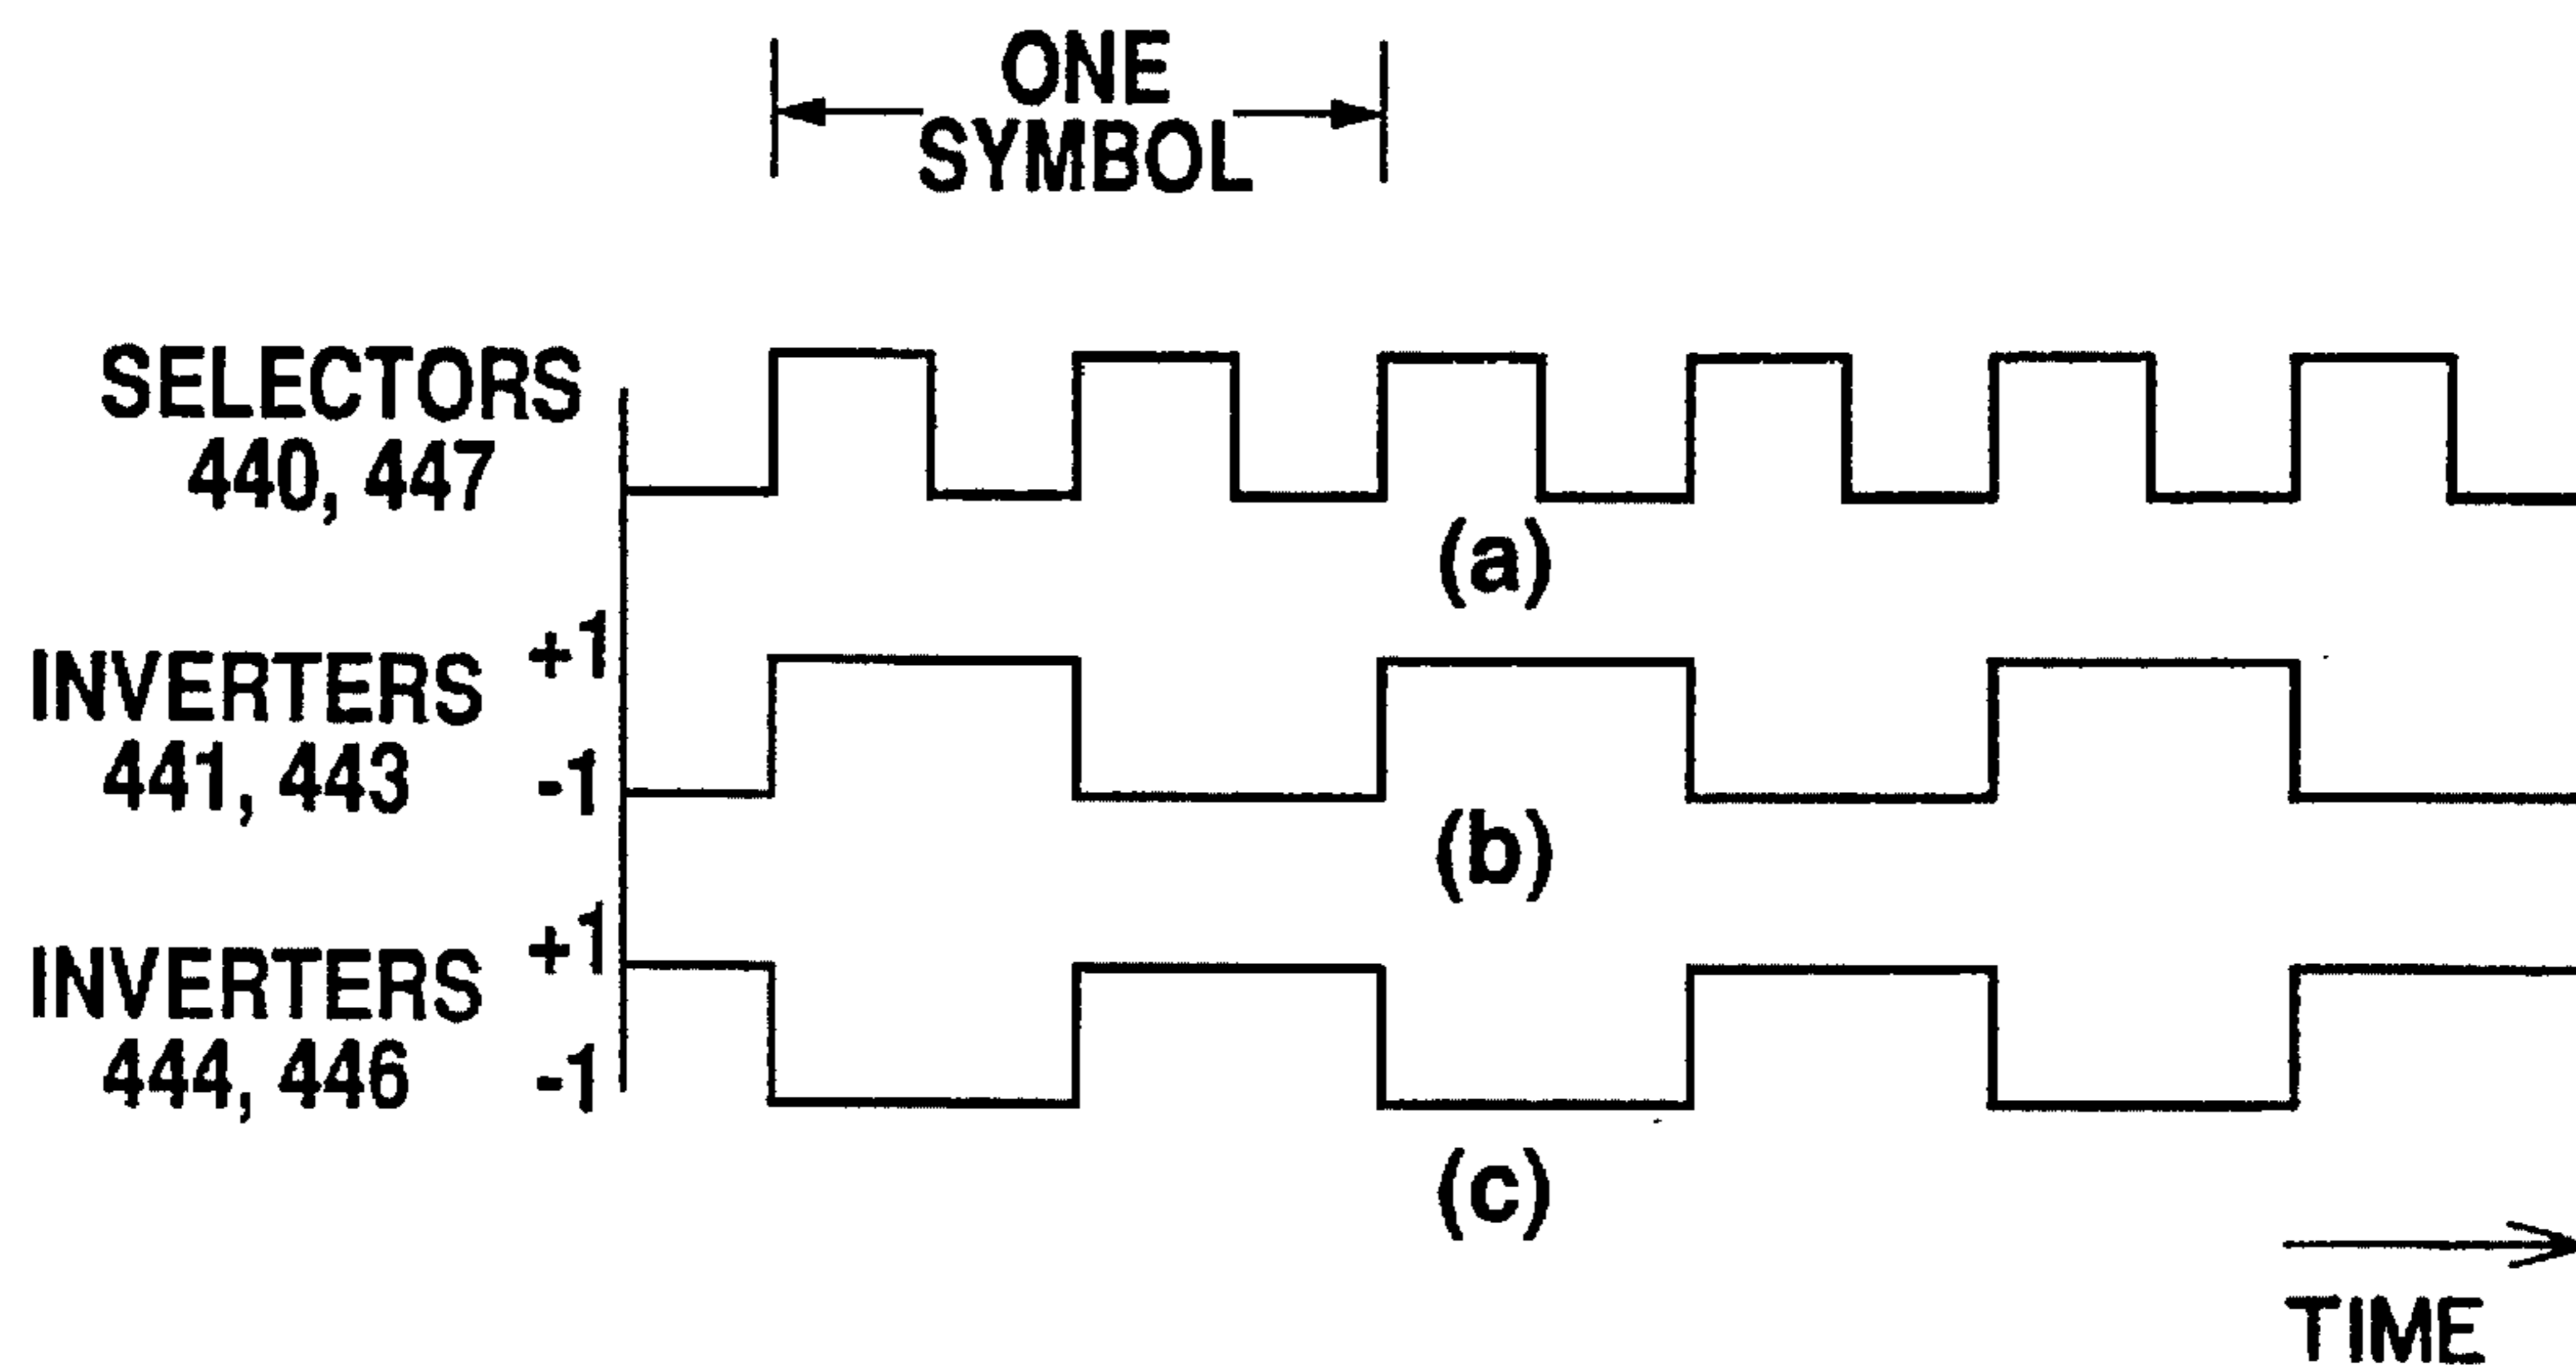 ONE
SYMBOL
SELECTORS
440, 447
(a)
INVERTERS
441, 443
+1
-1
(b)
INVERTERS
444, 446
+1
-1
(c)
TIME